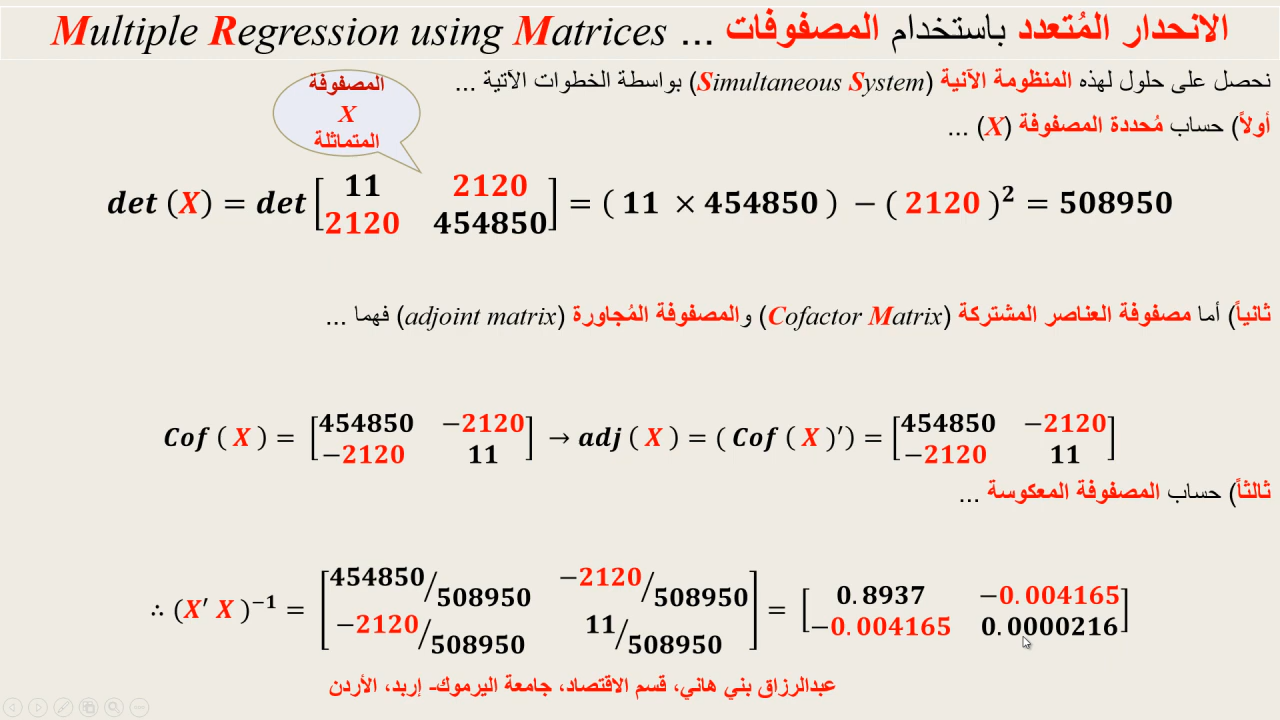 الانحدار المُتعدد باستخدام المصفوفات ... Multiple Regression using Matrices
نحصل على حلول لهذه المنظومة الآنية (Simultaneous System) بواسطة الخطوات الآتية ...
المصفوفة
X
المتماثلة
أولاً) حساب مُحددة المصفوفة (X) ...
det (X) = det [11 2120
2120 454850] = ( 11 × 454850 ) − ( 2120 )² = 508950
ثانياً) أما مصفوفة العناصر المشتركة (Cofactor Matrix) والمصفوفة المُجاورة (adjoint matrix) فهما ...
Cof ( X ) = [454850 −2120
−2120 11] → adj ( X ) = ( Cof ( X )′) = [454850 −2120
−2120 11]
ثالثاً) حساب المصفوفة المعكوسة ...
∴ (X′ X )⁻¹ = [454850/508950 −2120/508950
−2120/508950 11/508950] = [0.8937 −0.004165
−0.004165 0.0000216]
عبدالرزاق بني هاني، قسم الاقتصاد، جامعة اليرموك- إربد، الأردن